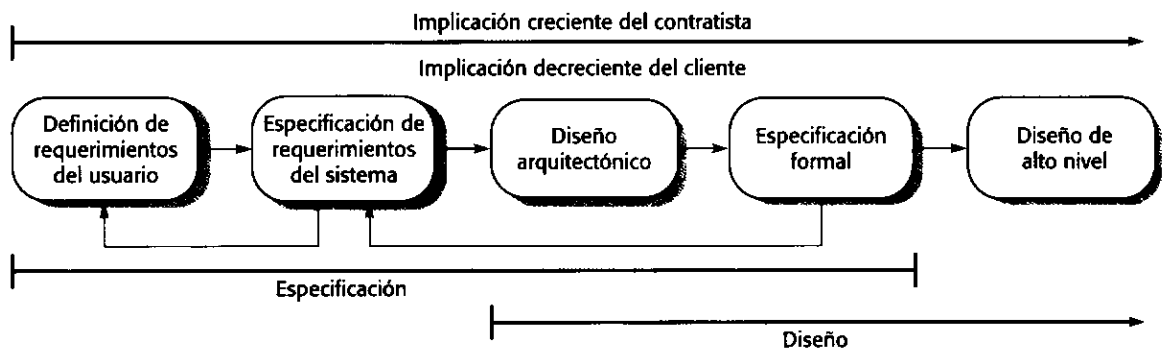 Implicación creciente del contratista
Implicación decreciente del cliente
Definición de
requerimientos
del usuario
Especificación de
requerimientos
del sistema
Diseño
arquitectónico
Especificación
formal
Diseño de
alto nivel
Especificación
Diseño